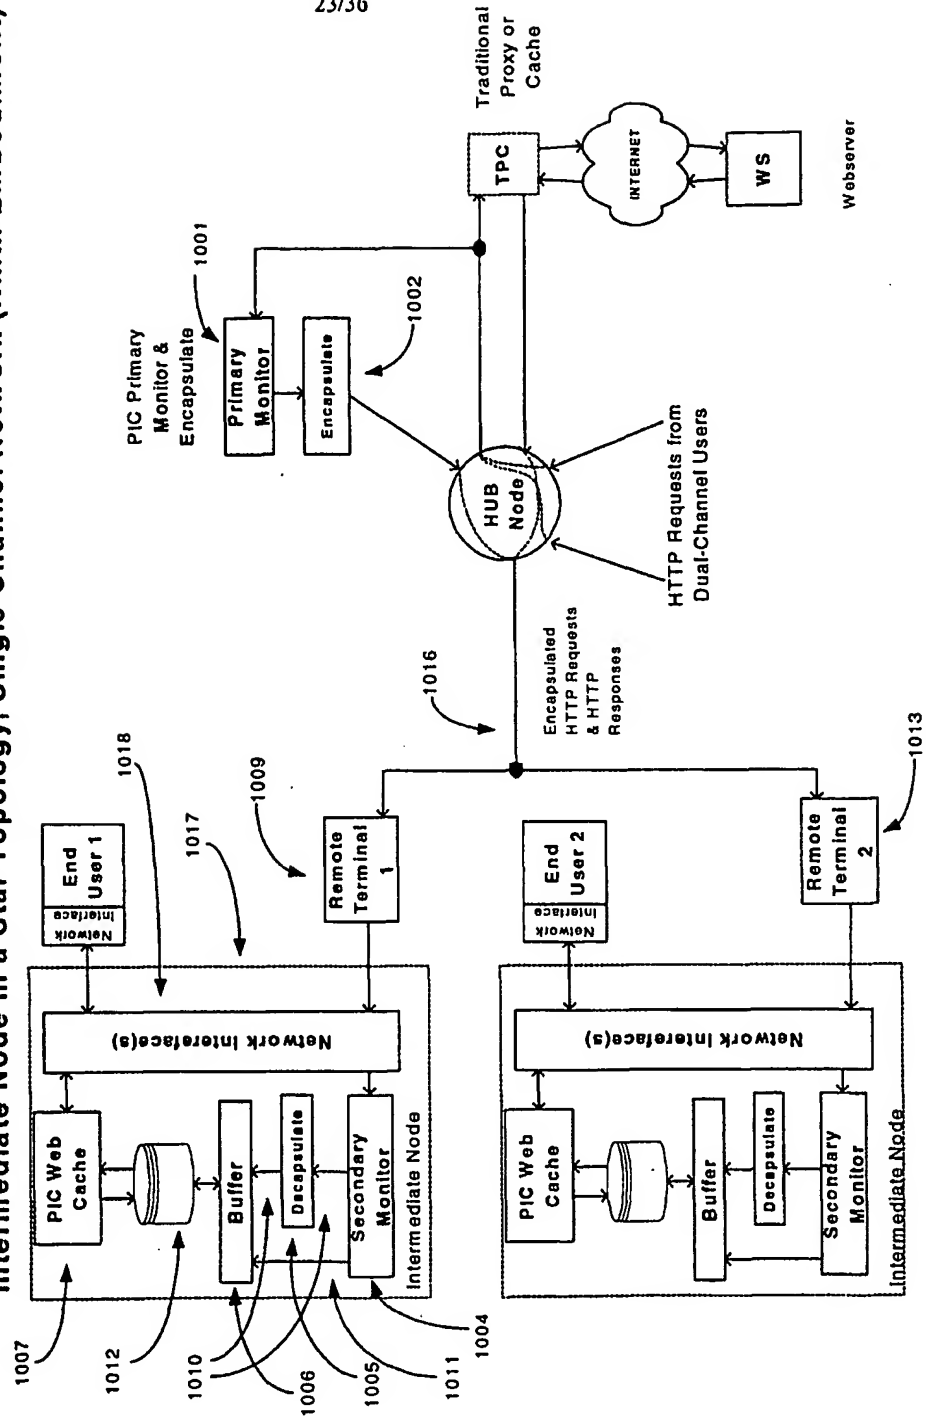 23/36
Intermediate Node in a Star Topology, Single Channel
Traditional
Proxy or
Cache
TPC
INTERNET
WS
Webserver
1001
PIC Primary
Monitor &
Encapsulate
Primary
Monitor
Encapsulate
1002
HUB
Node
HTTP Requests from
Dual-Channel Users
1016
Encapsulated
HTTP Requests
& HTTP
Responses
1018
1017
1009
End
User 1
Network
Interface
Remote
Terminal
1
Network Interface(s)
PIC Web
Cache
Buffer
Decapsulate
Secondary
Monitor
Intermediate Node
1007
1012
1010
1006
1005
1011
1004
End
User 2
Network
Interface
Remote
Terminal
2
1013
Network Interface(s)
PIC Web
Cache
Buffer
Decapsulate
Secondary
Monitor
Intermediate Node